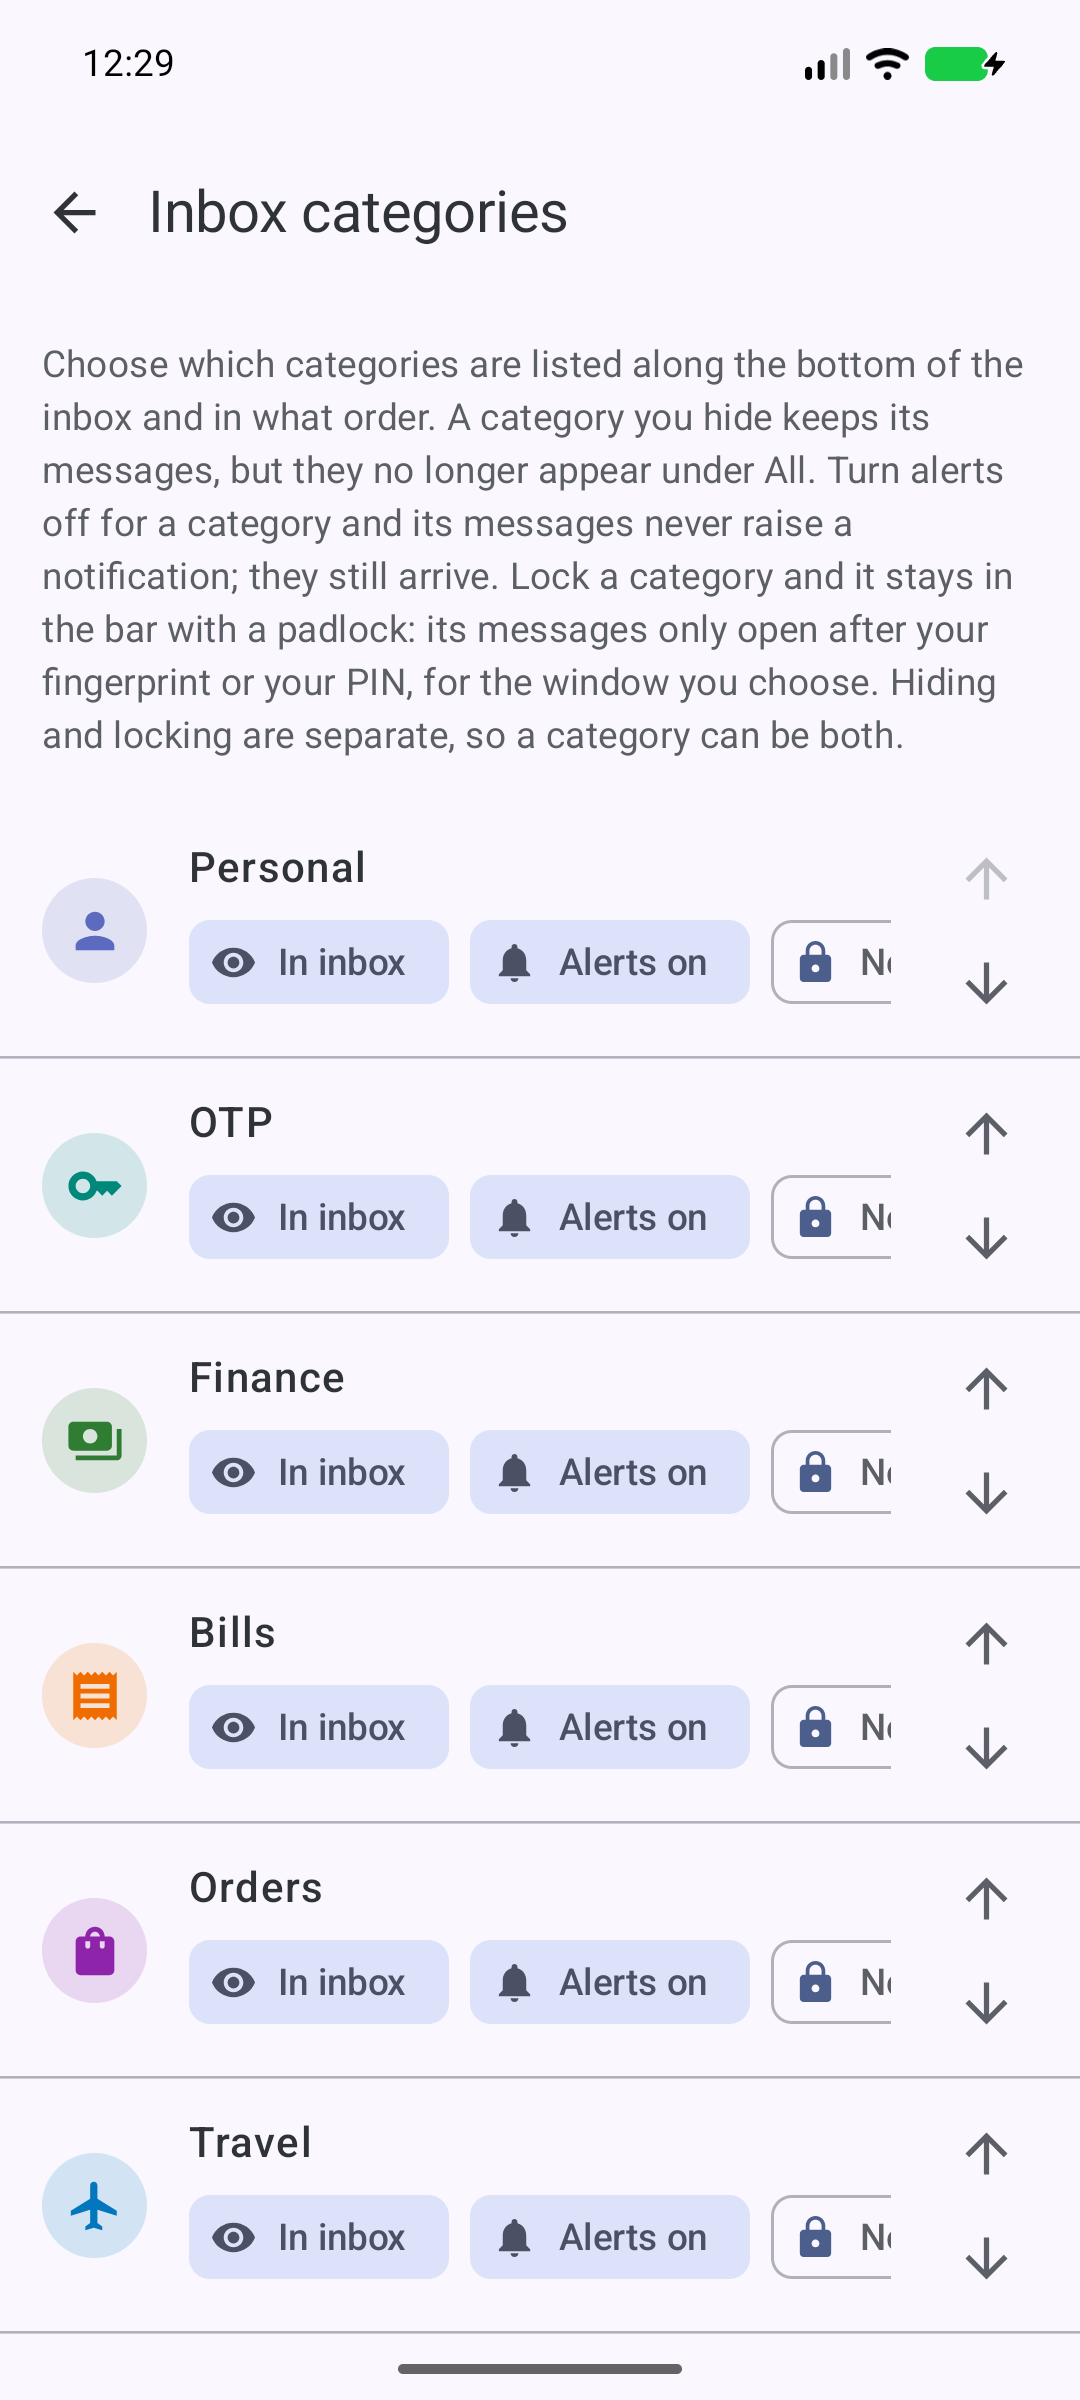 12:29
Inbox categories
Choose which categories are listed along the bottom of the
inbox and in what order. A category you hide keeps its
messages, but they no longer appear under All. Turn alerts
off for a category and its messages never raise a
notification; they still arrive. Lock a category and it stays in
the bar with a padlock: its messages only open after your
fingerprint or your PIN, for the window you choose. Hiding
and locking are separate, so a category can be both.
Personal
In inbox Alerts on
OTP
In inbox Alerts on
Finance
In inbox Alerts on
Bills
In inbox Alerts on
Orders
In inbox Alerts on
Travel
In inbox Alerts on